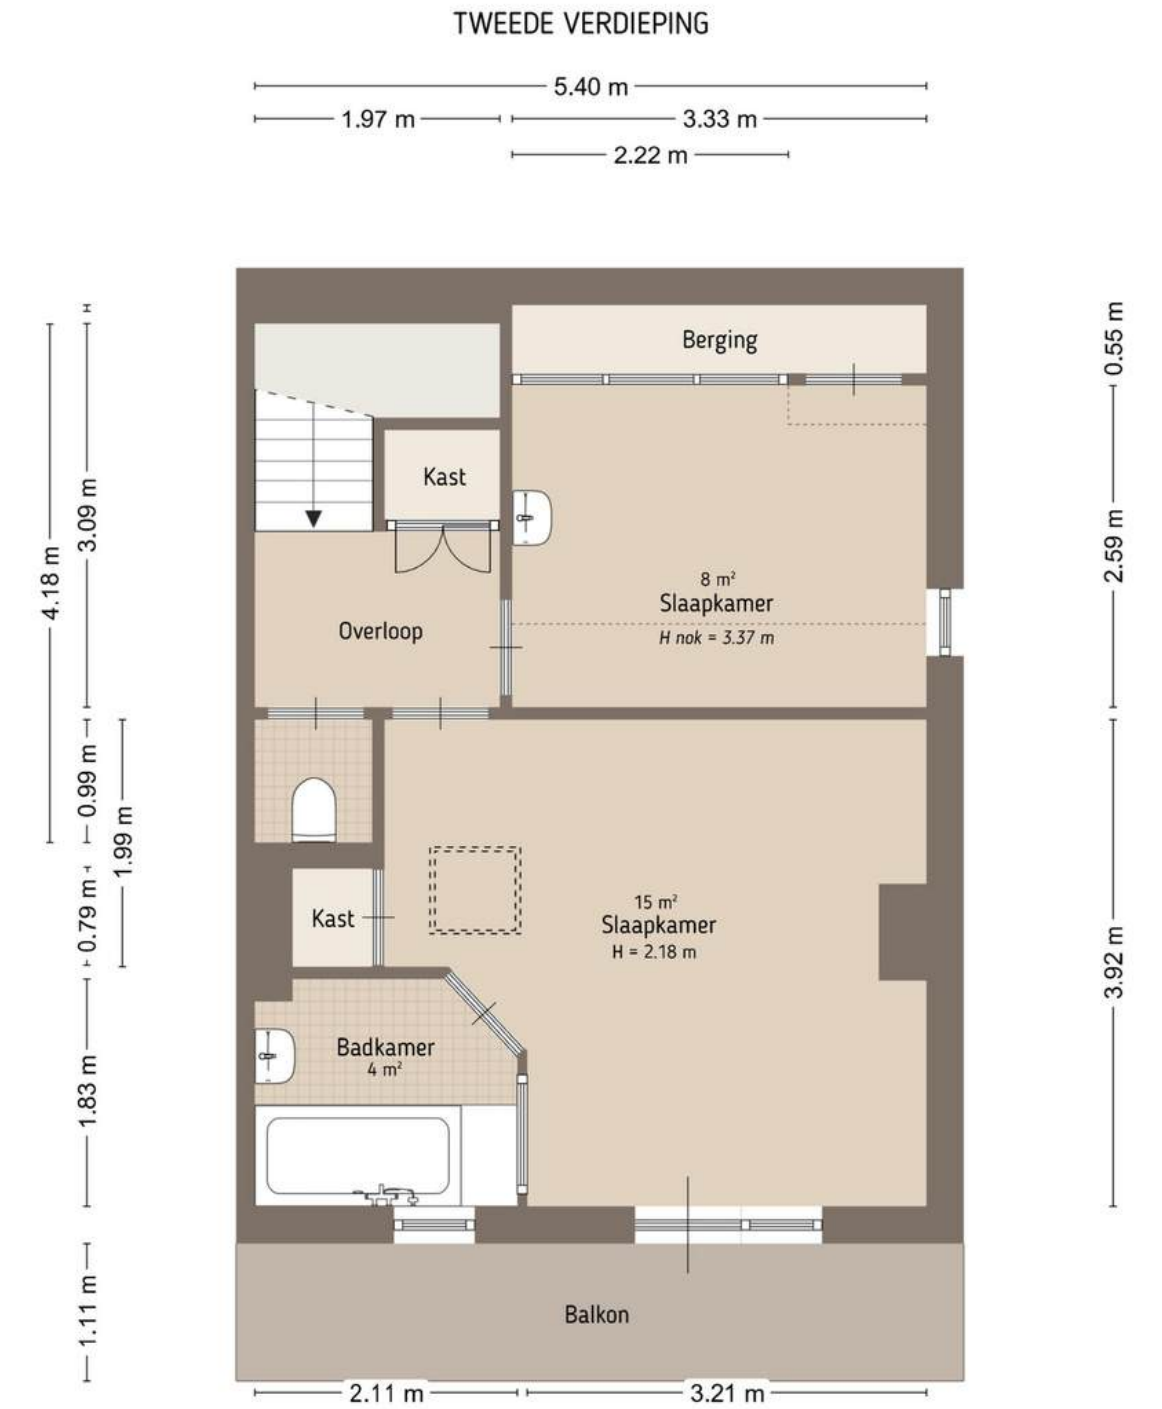 TWEEDE VERDIEPING
5.40 m
1.97 m
3.33 m
2.22 m
Berging
0.55 m
Kast
3.09 m
4.18 m
2.59 m
8 m²
Slaapkamer
H nok = 3.37 m
Overloop
0.99 m
1.99 m
0.79 m
Kast
15 m²
Slaapkamer
H = 2.18 m
3.92 m
Badkamer
4 m²
1.83 m
1.11 m
Balkon
2.11 m
3.21 m